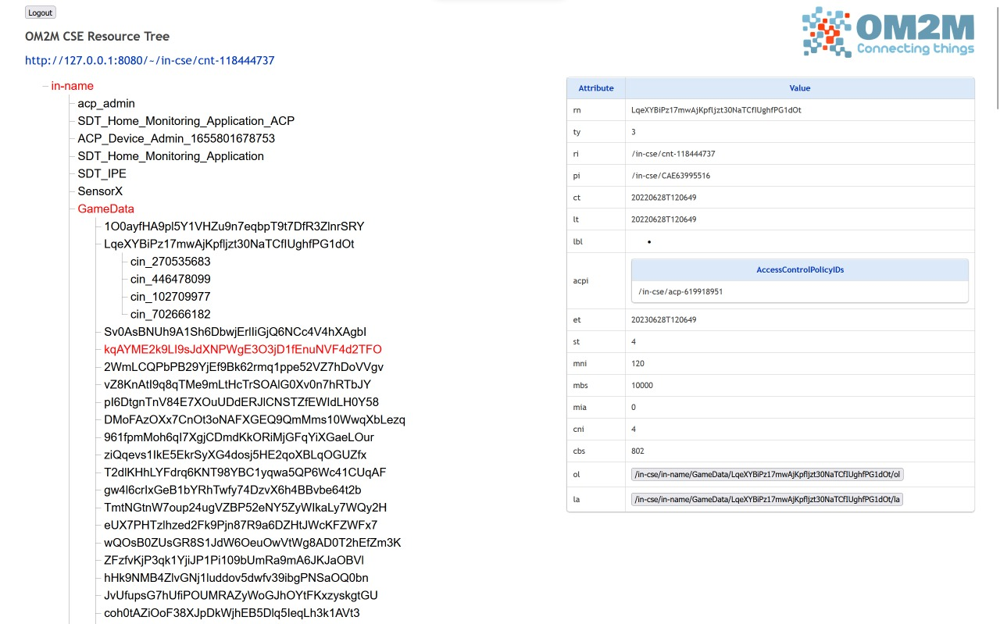 Logout
OM2M CSE Resource Tree
http://127.0.0.1:8080/~/in-cse/cnt-118444737
in-name
acp_admin
SDT_Home_Monitoring_Application_ACP
ACP_Device_Admin_1655801678753
SDT_Home_Monitoring_Application
SDT_IPE
SensorX
GameData
1O0ayfHA9pl5Y1VHZu9n7eqbpT9t7DfR3ZlnrSRY
LqeXYBiPz17mwAjKpfljzt30NaTCfIUghfPG1dOt
cin_270535683
cin_446478099
cin_102709977
cin_702666182
Sv0AsBNUh9A1Sh6DbwjErlIiGjQ6NCc4V4hXAgbI
kqAYME2k9LI9sJdXNPWgE3O3jD1fEnuNVF4d2TFO
2WmLCQPbPB29YjEf9Bk62rmq1ppe52VZ7hDoVVgv
vZ8KnAtI9q8qTMe9mLtHcTrSOAlG0Xv0n7hRTbJY
pI6DtgnTnV84E7XOuUDdERJlCNSTZfEWIdLH0Y58
DMoFAzOXx7CnOt3oNAFXGEQ9QmMms10WwqXbLezq
961fpmMoh6qI7XgjCDmdKkORiMjGFqYiXGaeLOur
ziQqevs1IkE5EkrSyXG4dosj5HE2qoXBLqOGUZfx
T2dlKHhLYFdrq6KNT98YBC1yqwa5QP6Wc41CUqAF
gw4l6crIxGeB1bYRhTwfy74DzvX6h4BBvbe64t2b
TmtNGtnW7oup24ugVZBP52eNY5ZyWIkaLy7WQy2H
eUX7PHTzlhzed2Fk9Pjn87R9a6DZHtJWcKFZWFx7
wQOsB0ZUsGR8S1JdW6OeuOwVtWg8AD0T2hEfZm3K
ZFzfvKjP3qk1YjiJP1Pi109bUmRa9mA6JKJaOBVl
hHk9NMB4ZlvGNj1luddov5dwfv39ibgPNSaOQ0bn
JvUfupsG7hUfiPOUMRAZyWoGJhOYtFKxzyskgtGU
coh0tAZiOoF38XJpDkWjhEB5Dlq5IeqLh3k1AVt3
OM2M
Connecting things
Attribute Value
rn LqeXYBiPz17mwAjKpfljzt30NaTCfIUghfPG1dOt
ty 3
ri /in-cse/cnt-118444737
pi /in-cse/CAE63995516
ct 20220628T120649
lt 20220628T120649
lbl •
acpi AccessControlPolicyIDs
/in-cse/acp-619918951
et 20230628T120649
st 4
mni 120
mbs 10000
mia 0
cni 4
cbs 802
ol /in-cse/in-name/GameData/LqeXYBiPz17mwAjKpfljzt30NaTCfIUghfPG1dOt/ol
la /in-cse/in-name/GameData/LqeXYBiPz17mwAjKpfljzt30NaTCfIUghfPG1dOt/la